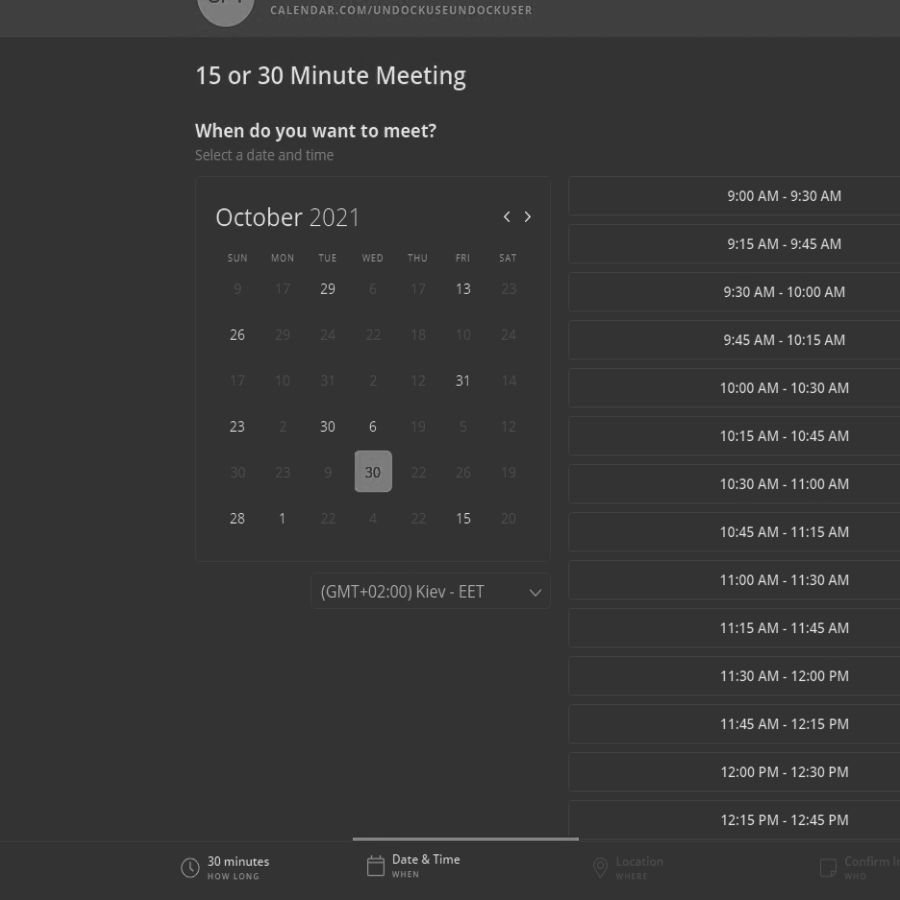 CALENDAR.COM/UNDOCKUSEUNDOCKUSER
15 or 30 Minute Meeting
When do you want to meet?
Select a date and time
October 2021
SUN MON TUE WED THU FRI SAT
9 17 29 6 17 13 23
26 29 24 22 18 10 24
17 10 31 2 12 31 14
23 2 30 6 19 5 12
30 23 9 30 22 26 19
28 1 22 4 22 15 20
(GMT+02:00) Kiev - EET
9:00 AM - 9:30 AM
9:15 AM - 9:45 AM
9:30 AM - 10:00 AM
9:45 AM - 10:15 AM
10:00 AM - 10:30 AM
10:15 AM - 10:45 AM
10:30 AM - 11:00 AM
10:45 AM - 11:15 AM
11:00 AM - 11:30 AM
11:15 AM - 11:45 AM
11:30 AM - 12:00 PM
11:45 AM - 12:15 PM
12:00 PM - 12:30 PM
12:15 PM - 12:45 PM
30 minutes
HOW LONG
Date & Time
WHEN
Location
WHERE
Confirm
WHO